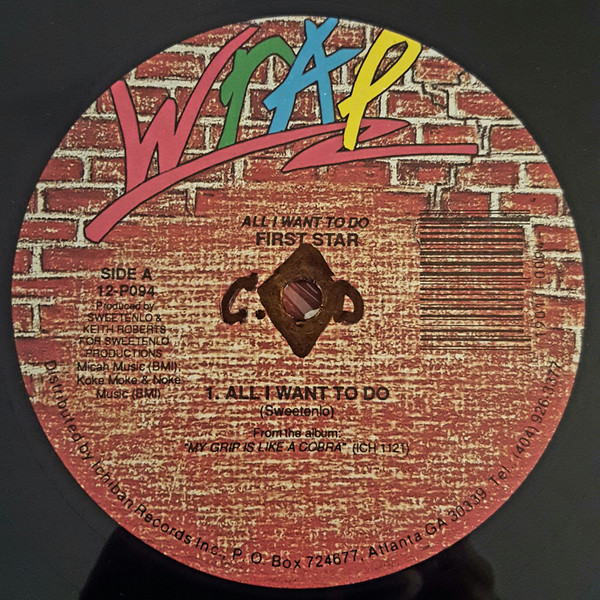 WRAP
ALL I WANT TO DO
FIRST STAR
SIDE A
12-P094
Produced by
SWEETENLO &
KEITH ROBERTS
FOR SWEETENLO
PRODUCTIONS
Micah Music (BMI)
Koke Moke & Noke
Music (BMI)
1. ALL I WANT TO DO
(Sweetenlo)
From the album:
"MY GRIP IS LIKE A COBRA" (ICH 1121)
Distributed by Ichiban Records Inc., P. O. Box 724677, Atlanta GA 30339 Tel. (404) 926-3377